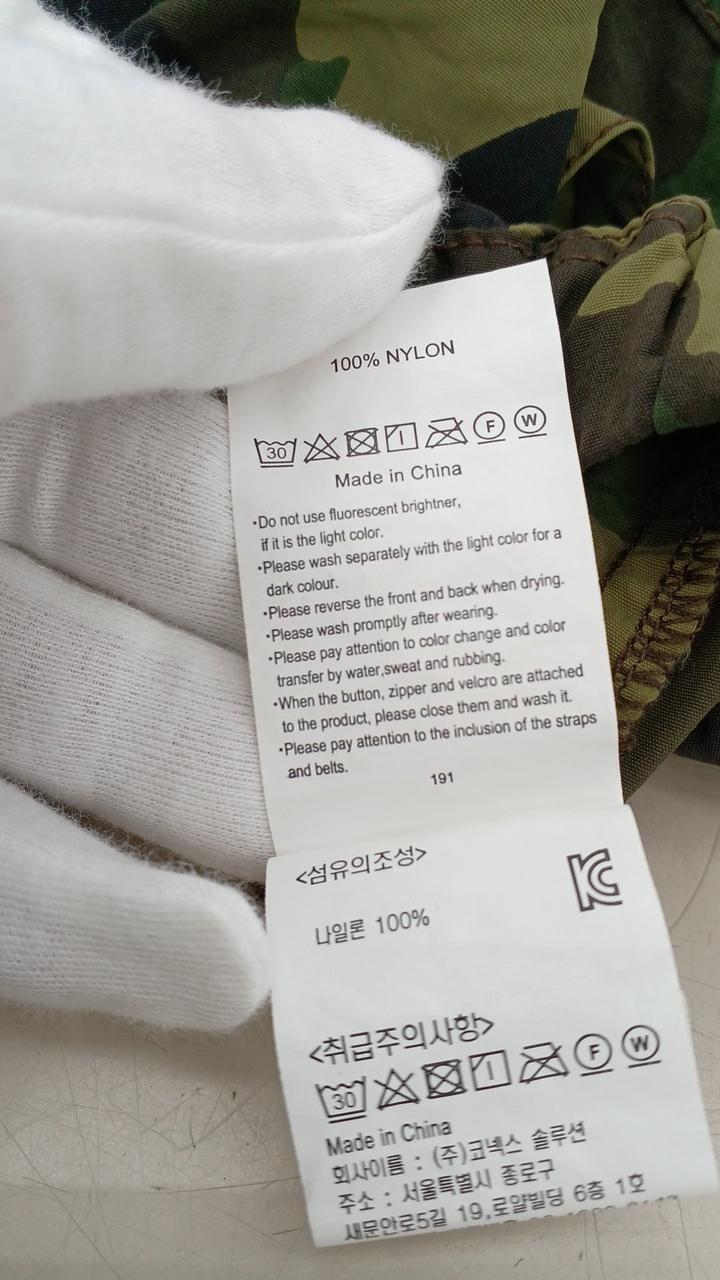 100% NYLON
30 F W
Made in China
·Do not use fluorescent brightner,
if it is the light color.
·Please wash separately with the light color for a
dark colour.
·Please reverse the front and back when drying.
·Please wash promptly after wearing.
·Please pay attention to color change and color
transfer by water,sweat and rubbing.
·When the button, zipper and velcro are attached
to the product, please close them and wash it.
·Please pay attention to the inclusion of the straps
and belts.
191
<섬유의조성>
KC
나일론 100%
<취급주의사항>
30 F W
Made in China
회사이름 : (주)코넥스 솔루션
주소 : 서울특별시 종로구
새문안로5길 19,로얄빌딩 6층 1호